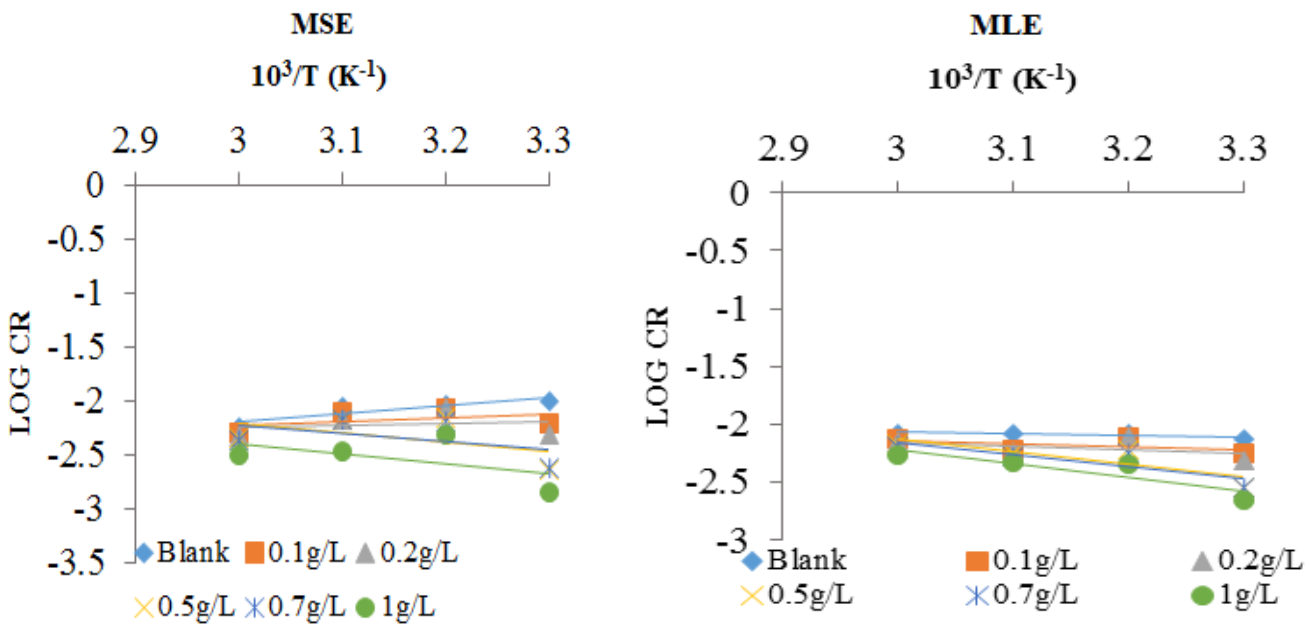 MSE
10³/T (K⁻¹)
2.9 3 3.1 3.2 3.3
0
-0.5
-1
-1.5
-2
-2.5
-3
-3.5
LOG CR
Blank 0.1g/L 0.2g/L
0.5g/L 0.7g/L 1g/L
MLE
10³/T (K⁻¹)
2.9 3 3.1 3.2 3.3
0
-0.5
-1
-1.5
-2
-2.5
-3
LOG CR
Blank 0.1g/L 0.2g/L
0.5g/L 0.7g/L 1g/L